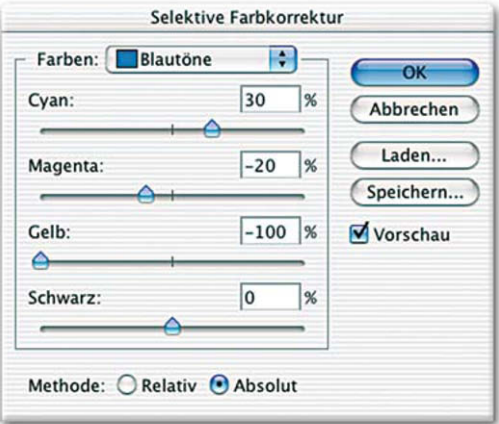 Selektive Farbkorrektur
Farben: Blautöne
Cyan: 30 %
Magenta: -20 %
Gelb: -100 %
Schwarz: 0 %
Methode: Relativ Absolut
OK
Abbrechen
Laden...
Speichern...
Vorschau